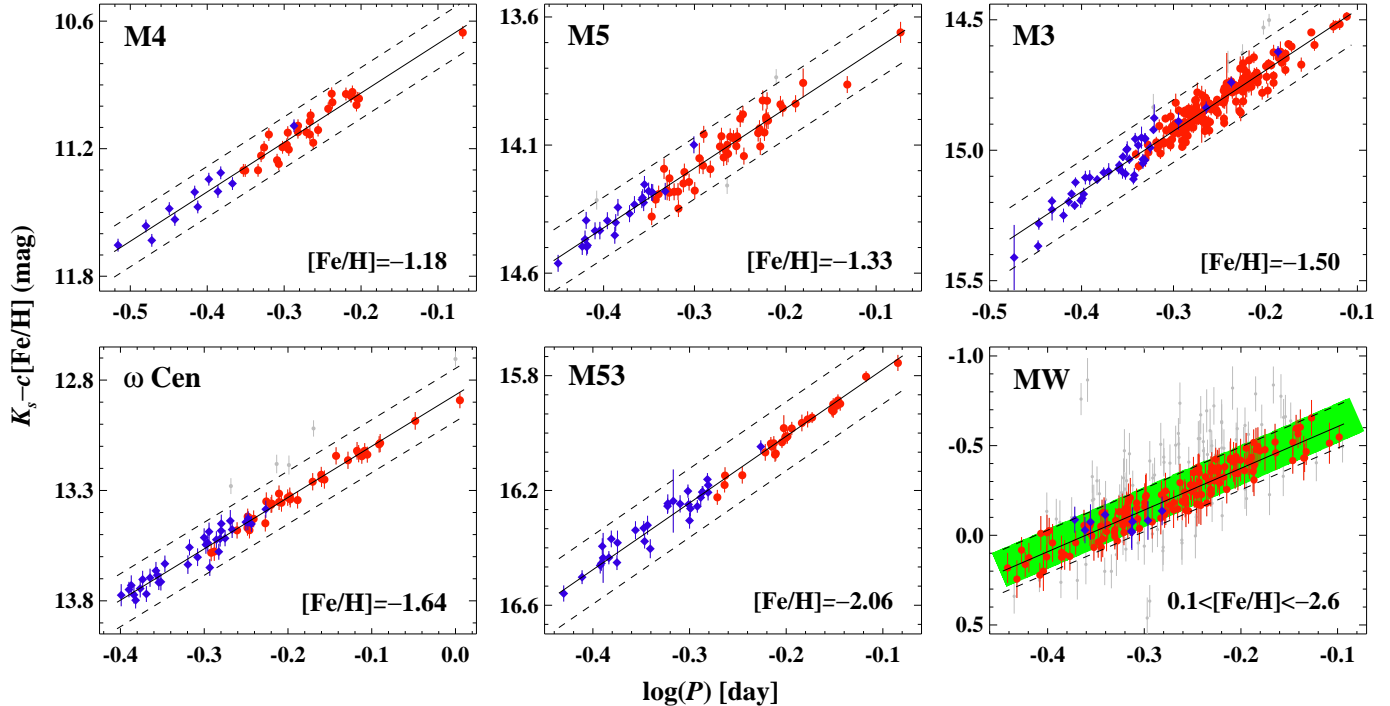 M4
10.6
11.2
11.8
-0.5 -0.4 -0.3 -0.2 -0.1
[Fe/H]=−1.18
M5
13.6
14.1
14.6
-0.4 -0.3 -0.2 -0.1
[Fe/H]=−1.33
M3
14.5
15.0
15.5
-0.5 -0.4 -0.3 -0.2 -0.1
[Fe/H]=−1.50
Ks−c[Fe/H] (mag)
ω Cen
12.8
13.3
13.8
-0.4 -0.3 -0.2 -0.1 0.0
[Fe/H]=−1.64
M53
15.8
16.2
16.6
-0.4 -0.3 -0.2 -0.1
[Fe/H]=−2.06
MW
-1.0
-0.5
0.0
0.5
-0.4 -0.3 -0.2 -0.1
0.1<[Fe/H]<−2.6
log(P) [day]